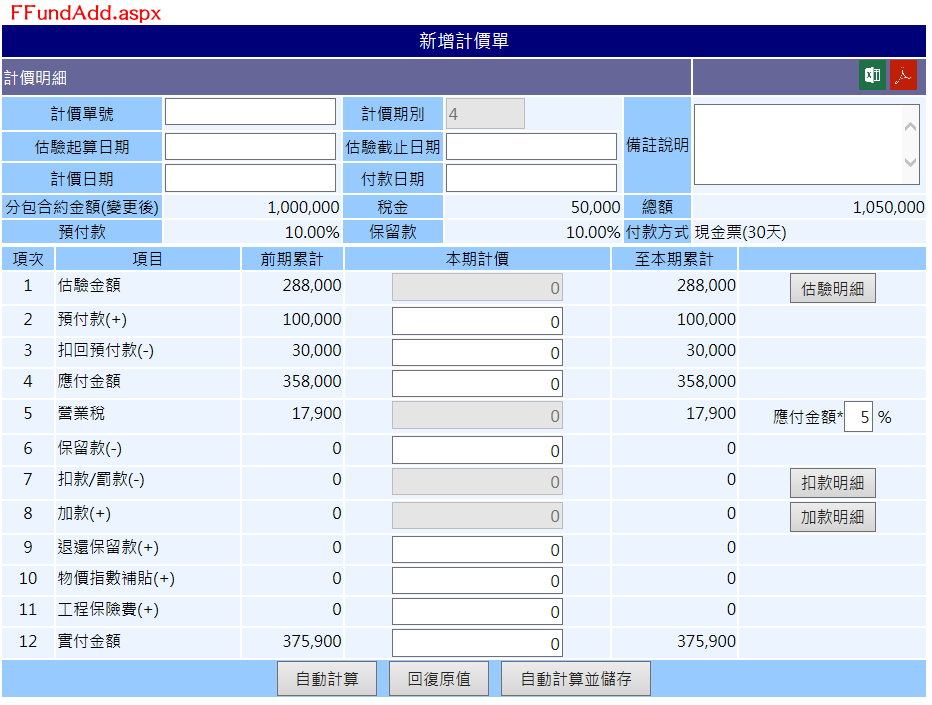 FFundAdd.aspx
新增計價單
計價明細
計價單號 計價期別 4 備註說明
估驗起算日期 估驗截止日期
計價日期 付款日期
分包合約金額(變更後) 1,000,000 稅金 50,000 總額 1,050,000
預付款 10.00% 保留款 10.00% 付款方式 現金票(30天)
項次 項目 前期累計 本期計價 至本期累計
1 估驗金額 288,000 0 288,000 估驗明細
2 預付款(+) 100,000 0 100,000
3 扣回預付款(-) 30,000 0 30,000
4 應付金額 358,000 0 358,000
5 營業稅 17,900 0 17,900 應付金額* 5 %
6 保留款(-) 0 0 0
7 扣款/罰款(-) 0 0 0 扣款明細
8 加款(+) 0 0 0 加款明細
9 退還保留款(+) 0 0 0
10 物價指數補貼(+) 0 0 0
11 工程保險費(+) 0 0 0
12 實付金額 375,900 0 375,900
自動計算 回復原值 自動計算並儲存